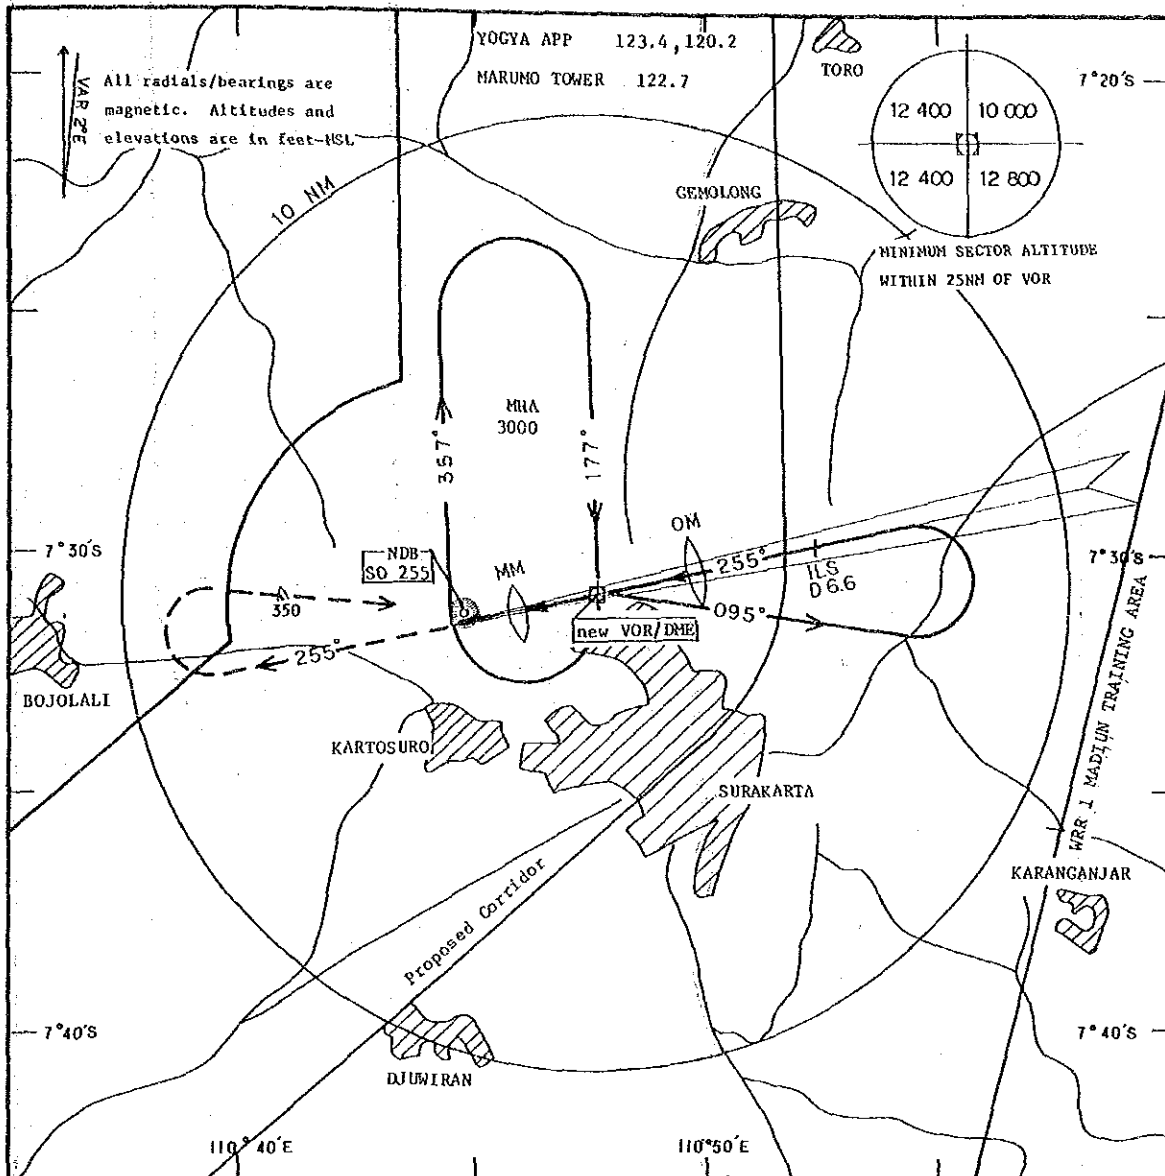 YOGYA APP 123.4,120.2
MARUMO TOWER 122.7
VAR 2°E
All radials/bearings are
magnetic. Altitudes and
elevations are in feet-MSL
TORO
7°20'S
12 400
10 000
12 400
12 800
MINIMUM SECTOR ALTITUDE
WITHIN 25NM OF VOR
10 NM
GEMOLONG
MHA
3000
357°
177°
OM
7°30'S
7°30'S
NDB
SO 255
MM
255°
ILS
D6.6
350
095°
new VOR/DME
255°
BOJOLALI
KARTOSURO
SURAKARTA
WRR 1 MADIUN TRAINING AREA
KARANGANJAR
Proposed Corridor
7°40'S
7°40'S
DJUWIRAN
110°40'E
110°50'E